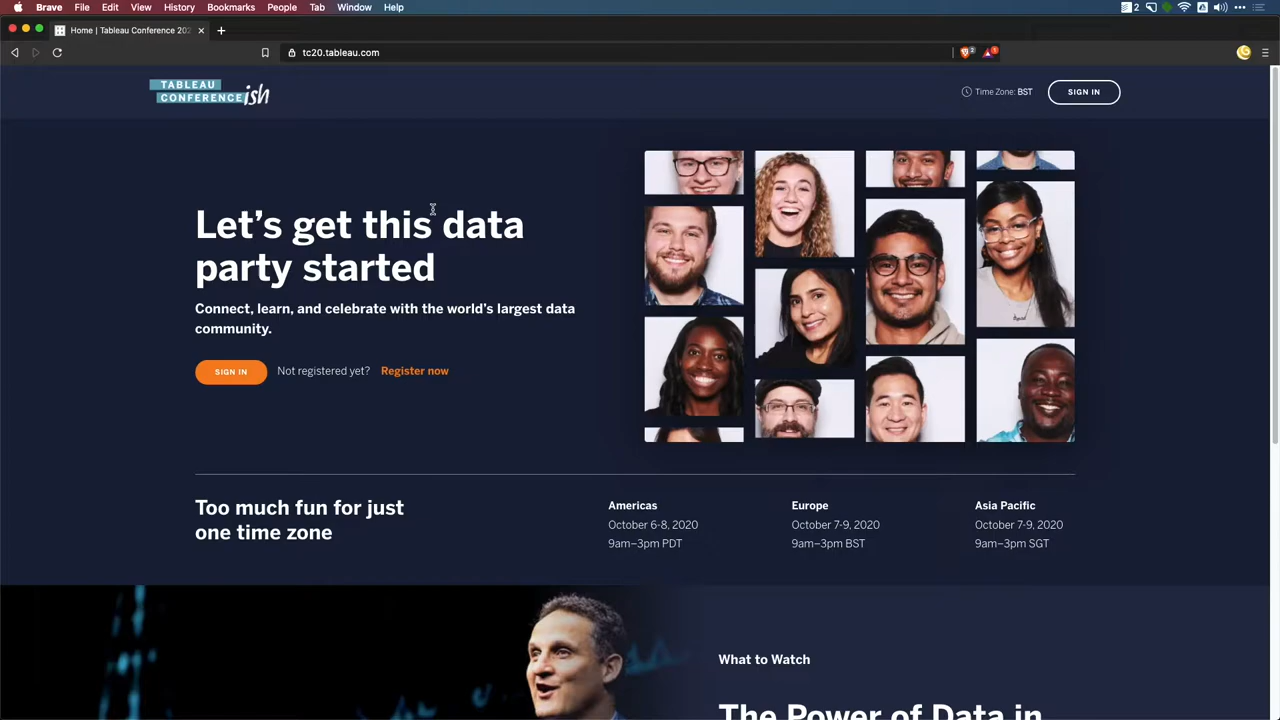 Brave File Edit View History Bookmarks People Tab Window Help
2
Home | Tableau Conference 202
tc20.tableau.com
2
1
TABLEAU
CONFERENCEish
Time Zone: BST
SIGN IN
Let's get this data
party started
Connect, learn, and celebrate with the world's largest data
community.
SIGN IN
Not registered yet? Register now
Too much fun for just
one time zone
Americas
October 6-8, 2020
9am–3pm PDT
Europe
October 7-9, 2020
9am–3pm BST
Asia Pacific
October 7-9, 2020
9am–3pm SGT
What to Watch
The Power of Data in